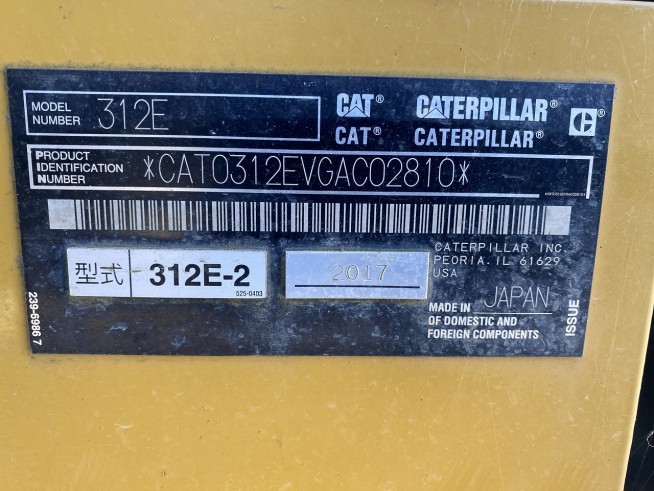 MODEL NUMBER 312E
CAT® CATERPILLAR®
CAT® CATERPILLAR®
PRODUCT IDENTIFICATION NUMBER *CAT0312EVGAC02810*
CATERPILLAR INC.
PEORIA, IL 61629
USA
型式 312E-2
525-0403
2017
MADE IN JAPAN
OF DOMESTIC AND
FOREIGN COMPONENTS
ISSUE
239-6986 7